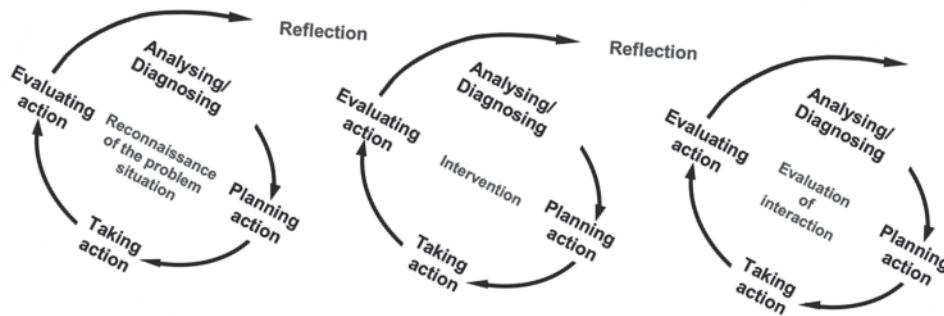 Analysing/
Diagnosing
Evaluating
action
Reconnaissance
of the problem
situation
Planning
action
Taking
action
Reflection
Analysing/
Diagnosing
Evaluating
action
Intervention
Planning
action
Taking
action
Reflection
Analysing/
Diagnosing
Evaluating
action
Evaluation
of
interaction
Planning
action
Taking
action